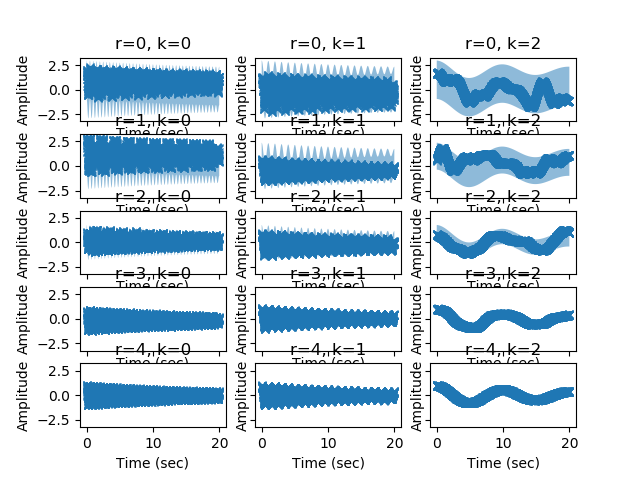 r=0, k=0 r=0, k=1 r=0, k=2
Amplitude 2.5 0.0 −2.5 Amplitude Amplitude
Time (sec) Time (sec) Time (sec)
r=1, k=0 r=1, k=1 r=1, k=2
Amplitude 2.5 0.0 −2.5 Amplitude Amplitude
Time (sec) Time (sec) Time (sec)
r=2, k=0 r=2, k=1 r=2, k=2
Amplitude 2.5 0.0 −2.5 Amplitude Amplitude
Time (sec) Time (sec) Time (sec)
r=3, k=0 r=3, k=1 r=3, k=2
Amplitude 2.5 0.0 −2.5 Amplitude Amplitude
Time (sec) Time (sec) Time (sec)
r=4, k=0 r=4, k=1 r=4, k=2
Amplitude 2.5 0.0 −2.5 Amplitude Amplitude
0 10 20 0 10 20 0 10 20
Time (sec) Time (sec) Time (sec)